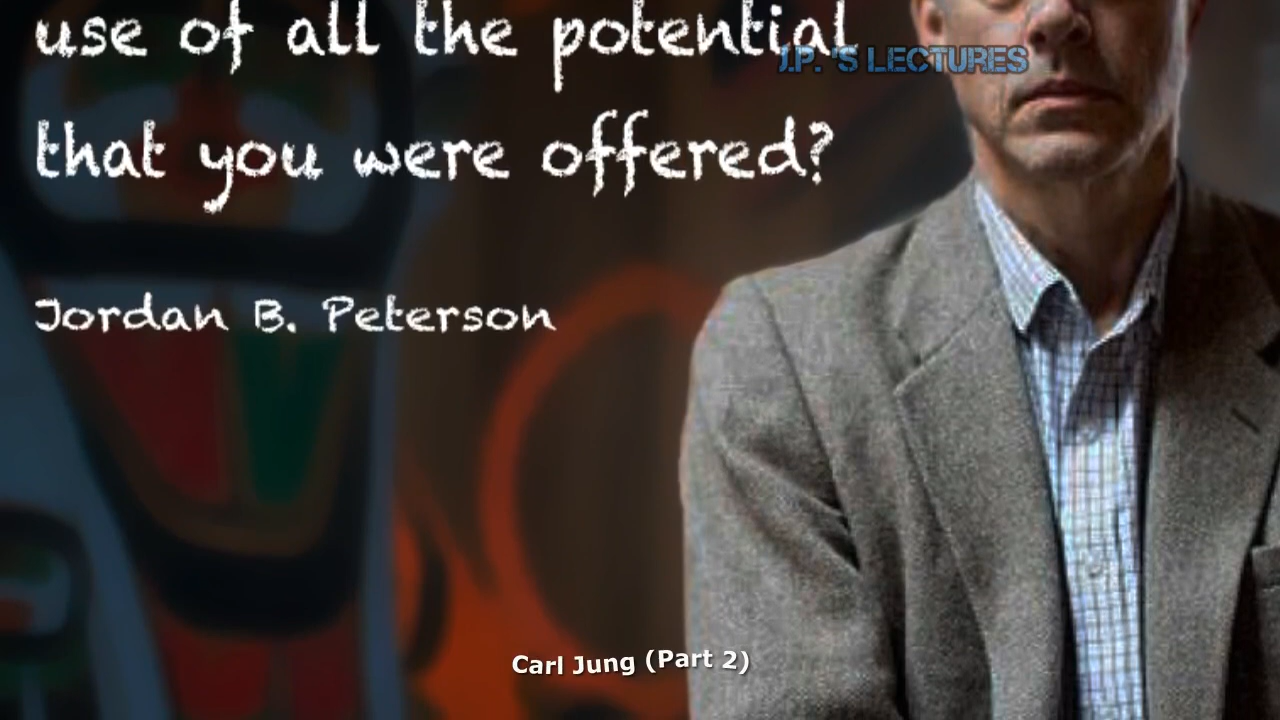 use of all the potential
J.P. 'S LECTURES
that you were offered?
Jordan B. Peterson
Carl Jung (Part 2)